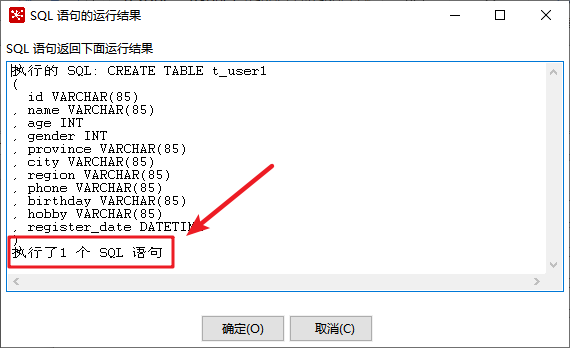 SQL 语句的运行结果
SQL 语句返回下面运行结果
执行的 SQL: CREATE TABLE t_user1
(
id VARCHAR(85)
, name VARCHAR(85)
, age INT
, gender INT
, province VARCHAR(85)
, city VARCHAR(85)
, region VARCHAR(85)
, phone VARCHAR(85)
, birthday VARCHAR(85)
, hobby VARCHAR(85)
, register_date
)
执行了1 个 SQL 语句
确定(O) 取消(C)